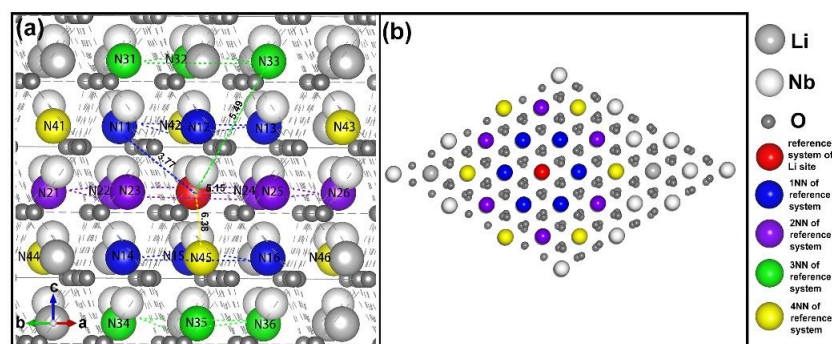 (a)
N31 N32 N33
5.49
N41 N11 N42 N12 N13 N43
3.77
N21 N22 N23 5.15 N24 N25 N26
6.38
N44 N14 N15 N45 N16 N46
N34 N35 N36
c
b a
(b)
Li
Nb
O
reference
system of
Li site
1NN of
reference
system
2NN of
reference
system
3NN of
reference
system
4NN of
reference
system